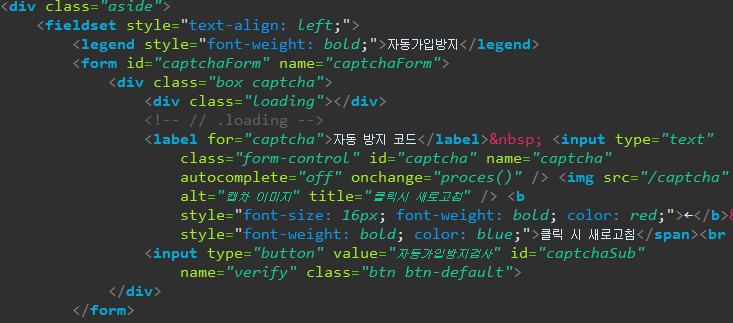 <div class="aside">
<fieldset style="text-align: left;">
<legend style="font-weight: bold;">자동가입방지</legend>
<form id="captchaForm" name="captchaForm">
<div class="box captcha">
<div class="loading"></div>
<!-- // .loading -->
<label for="captcha">자동 방지 코드</label>&nbsp; <input type="text"
class="form-control" id="captcha" name="captcha"
autocomplete="off" onchange="proces()" /> <img src="/captcha"
alt="캡차 이미지" title="클릭시 새로고침" /> <b
style="font-size: 16px; font-weight: bold; color: red;">←</b>&
style="font-weight: bold; color: blue;">클릭 시 새로고침</span><br
<input type="button" value="자동가입방지검사" id="captchaSub"
name="verify" class="btn btn-default">
</div>
</form>